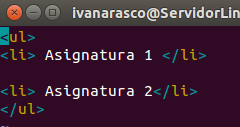 ivanarasco@ServidorLin
<ul>
<li> Asignatura 1 </li>
<li> Asignatura 2</li>
</ul>